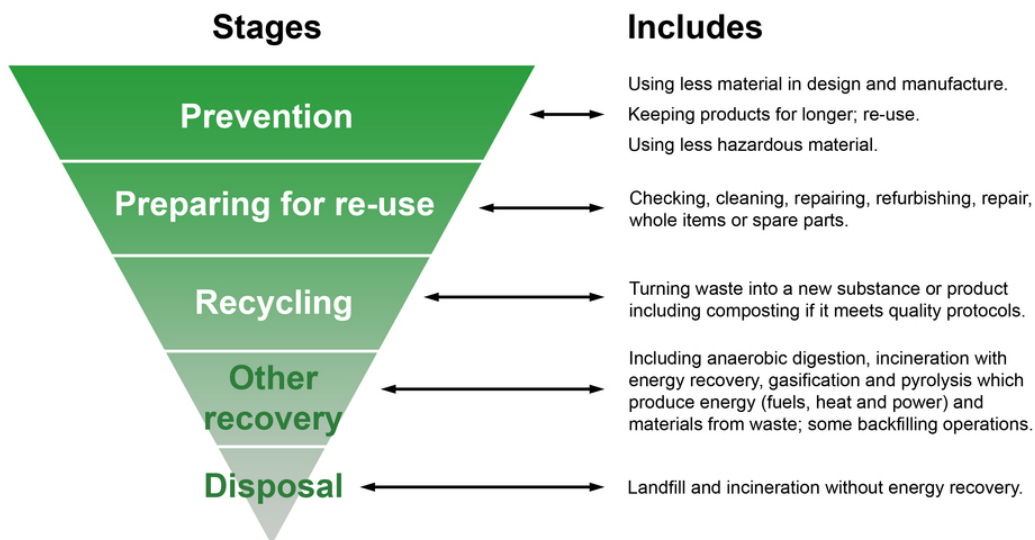 Stages
Includes
Prevention
Using less material in design and manufacture.
Keeping products for longer; re-use.
Using less hazardous material.
Preparing for re-use
Checking, cleaning, repairing, refurbishing, repair,
whole items or spare parts.
Recycling
Turning waste into a new substance or product
including composting if it meets quality protocols.
Other
recovery
Including anaerobic digestion, incineration with
energy recovery, gasification and pyrolysis which
produce energy (fuels, heat and power) and
materials from waste; some backfilling operations.
Disposal
Landfill and incineration without energy recovery.